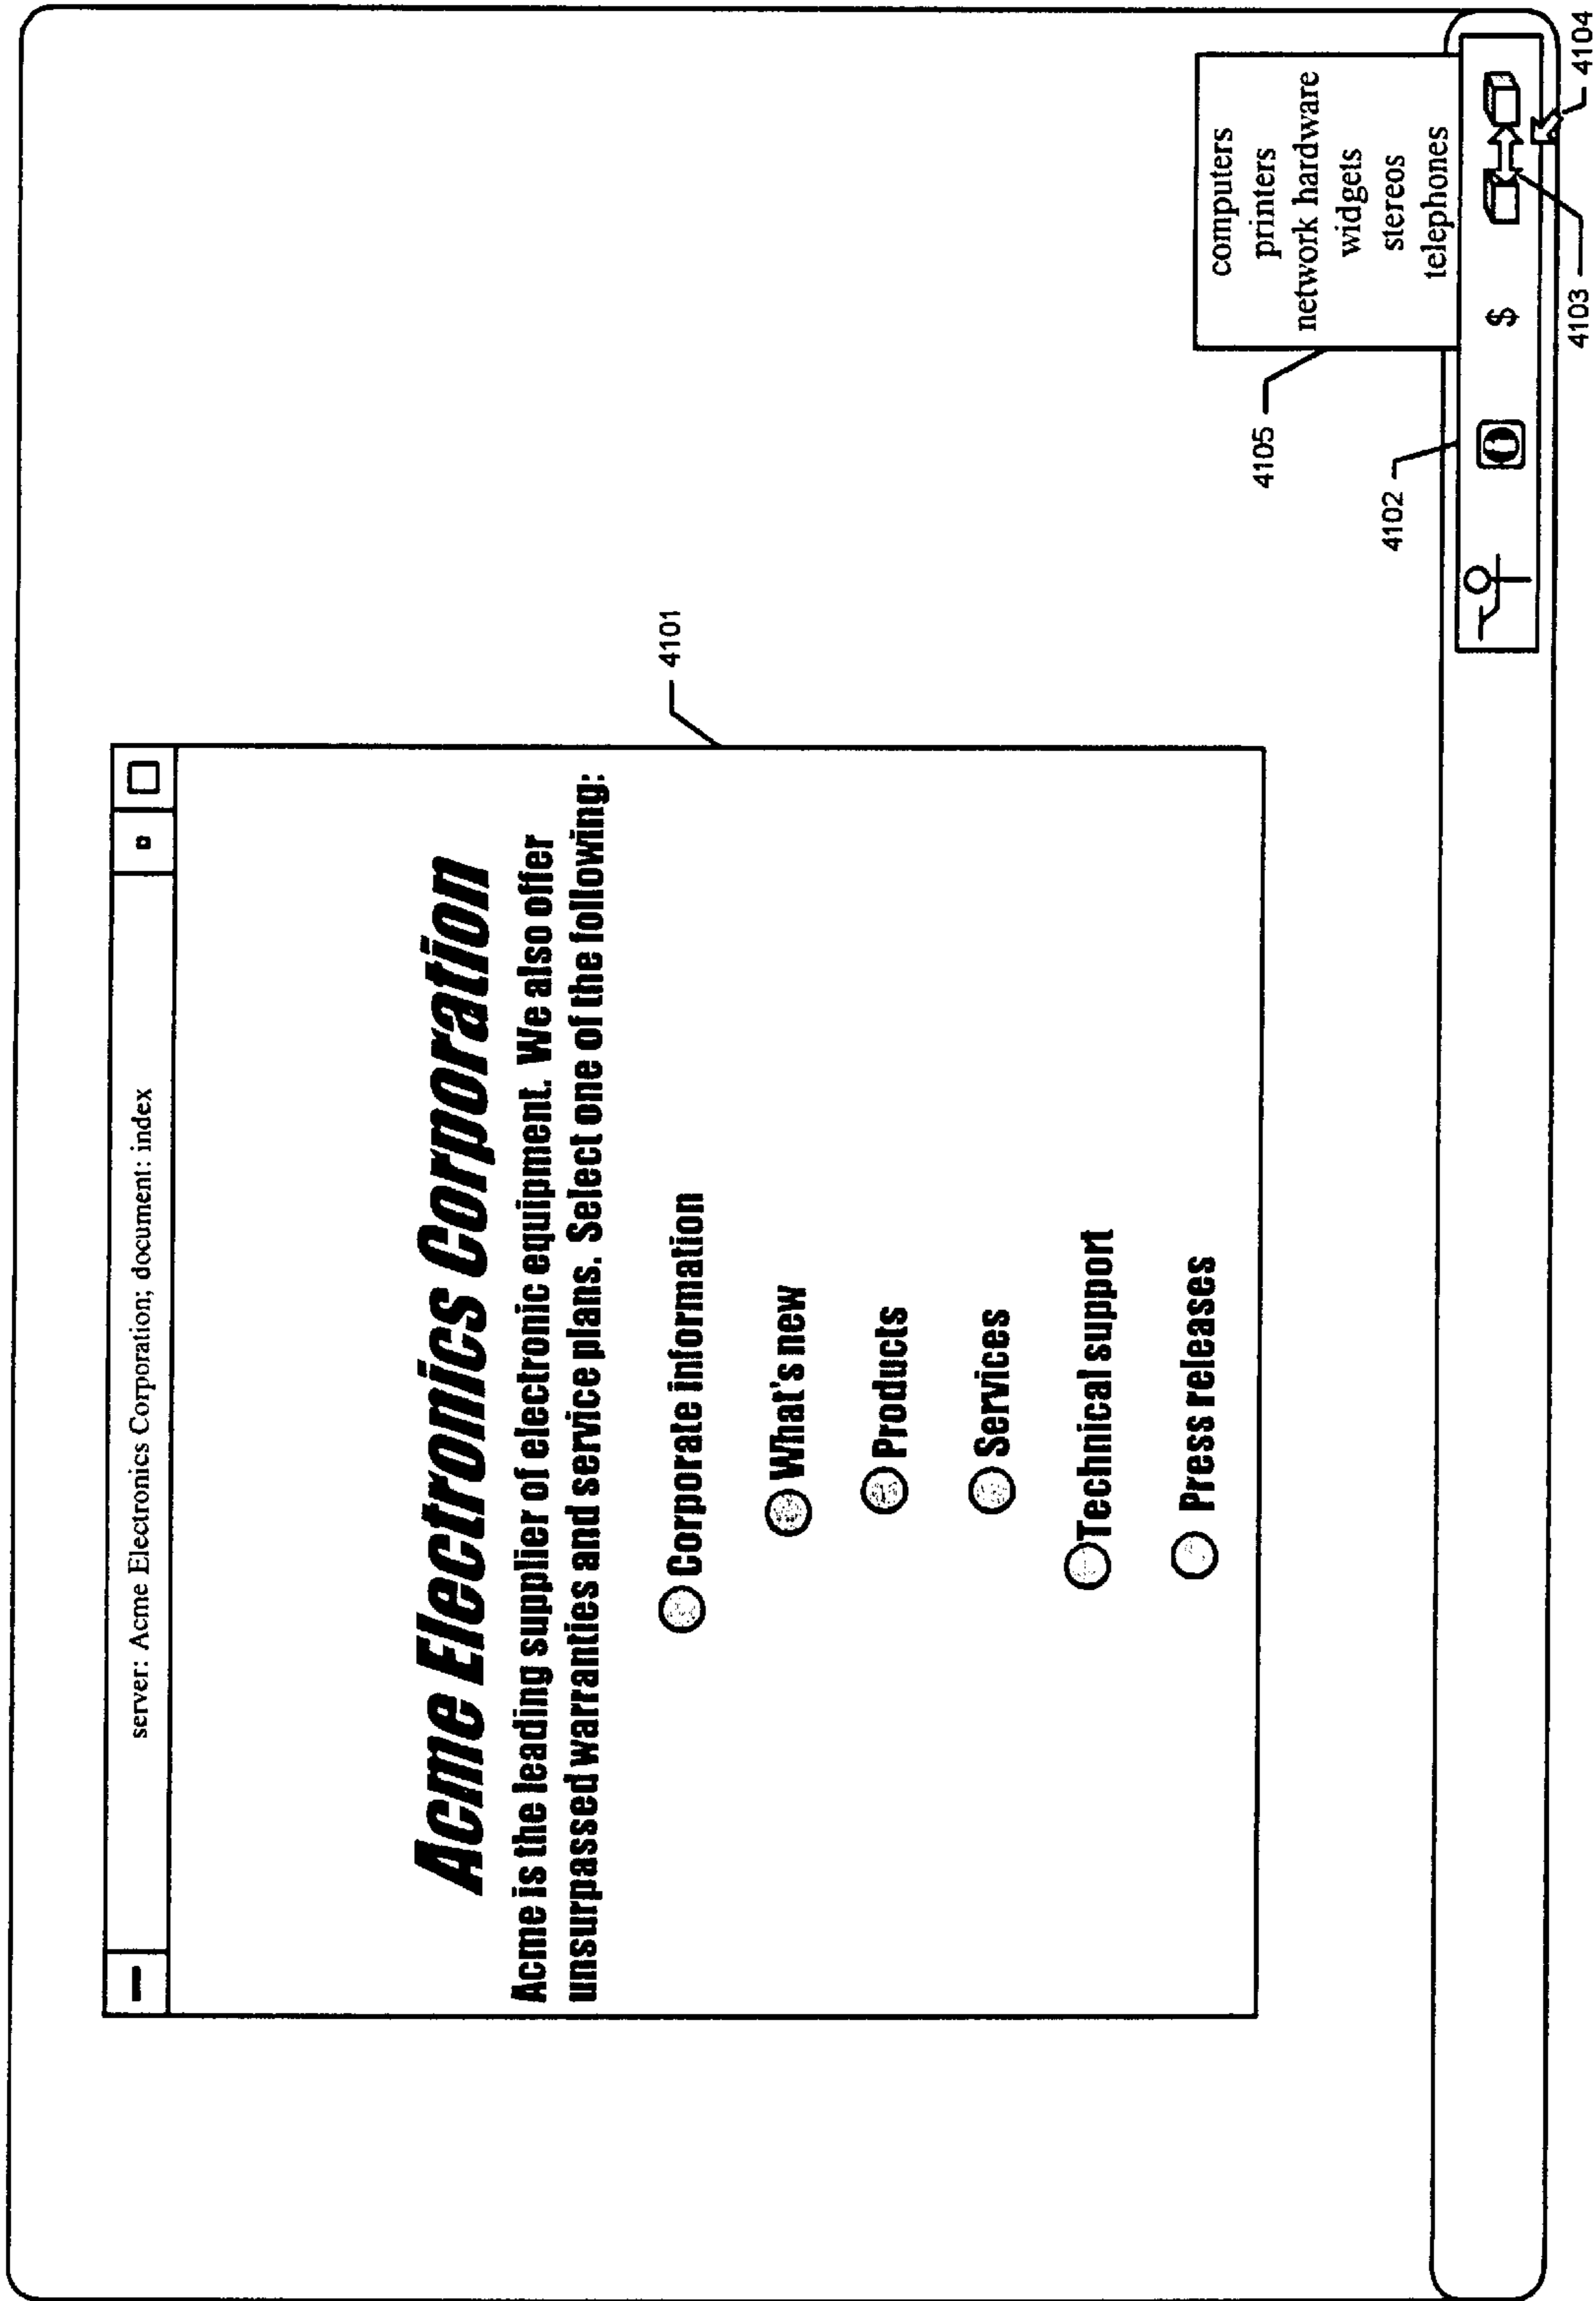 server: Acme Electronics Corporation; document: index
Acme Electronics Corporation
Acme is the leading supplier of electronic equipment. We also offer
unsurpassed warranties and service plans. Select one of the following:
Corporate information
What's new
Products
Services
Technical support
Press releases
4101
computers
printers
network hardware
widgets
stereos
telephones
4105
4102
$
4103
4104